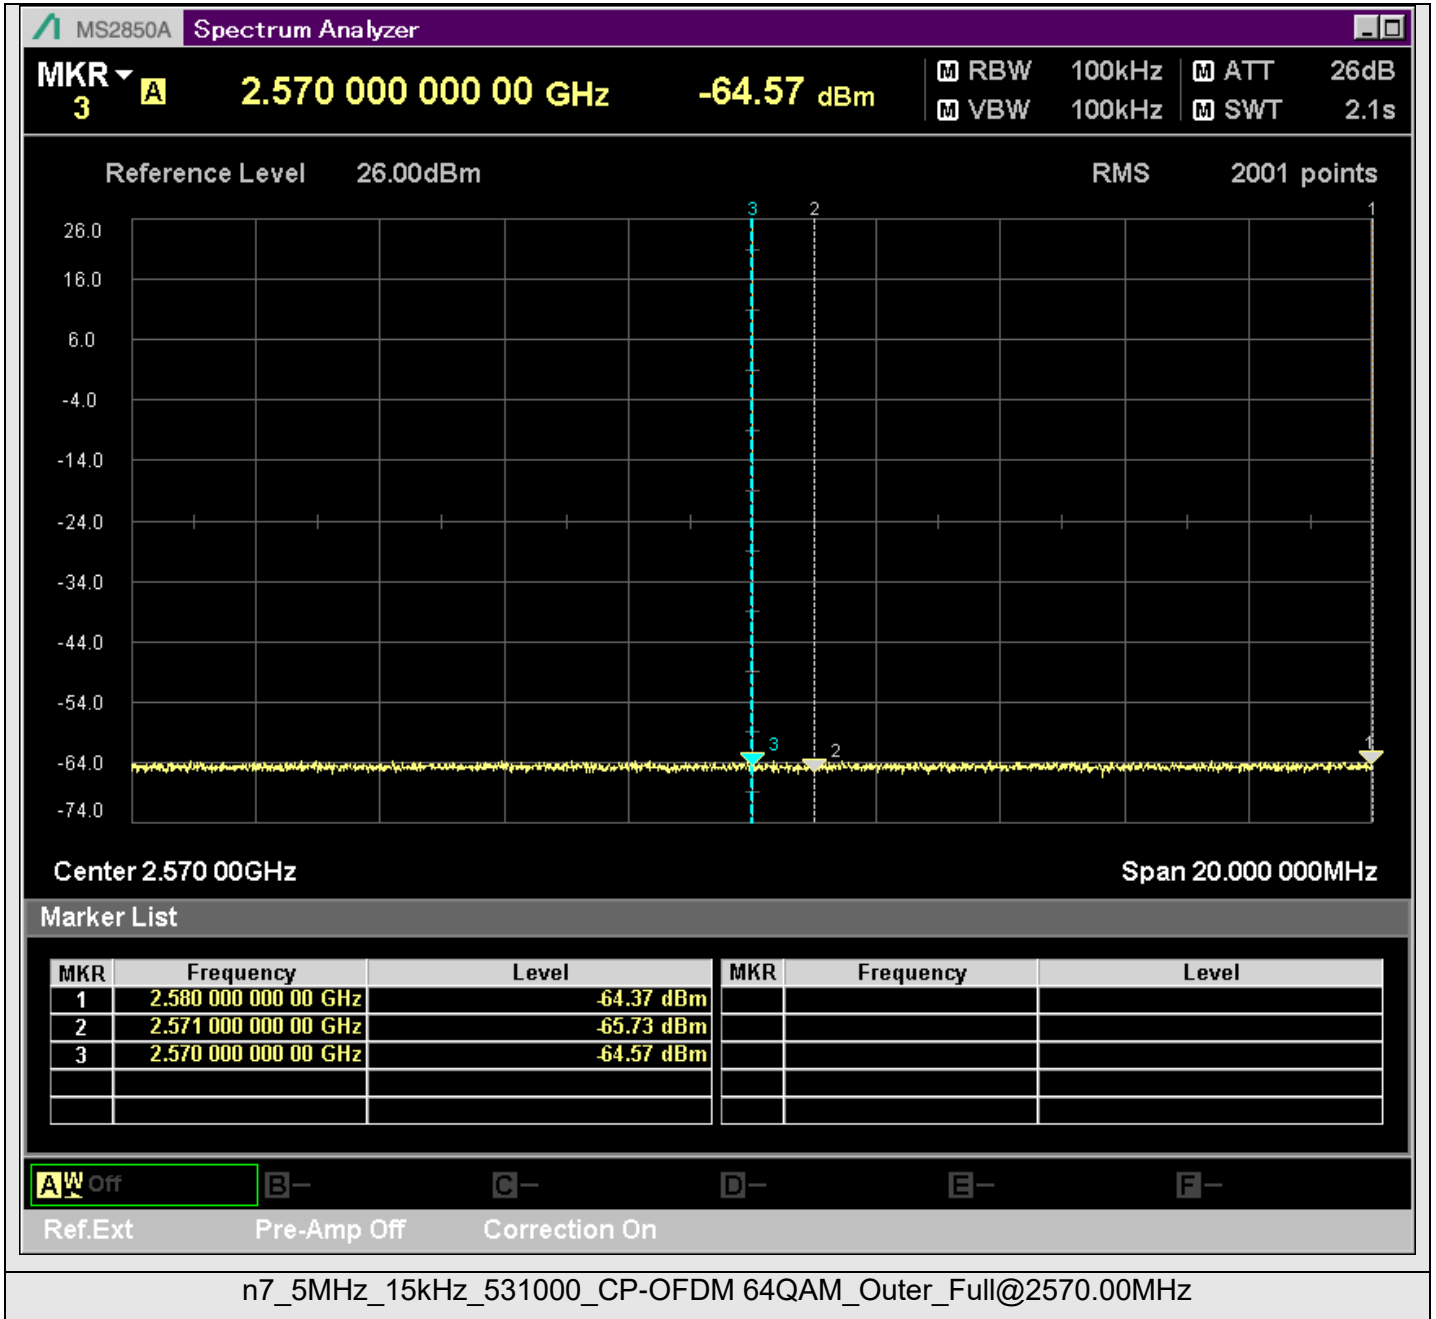 MS2850A Spectrum Analyzer
MKR A 2.570 000 000 00 GHz -64.57 dBm M RBW 100kHz M ATT 26dB
3 M VBW 100kHz M SWT 2.1s
Reference Level 26.00dBm RMS 2001 points
3 2 1
26.0
16.0
6.0
-4.0
-14.0
-24.0
-34.0
-44.0
-54.0
3 2 1
-64.0
-74.0
Center 2.570 00GHz Span 20.000 000MHz
Marker List
MKR Frequency Level MKR Frequency Level
1 2.580 000 000 00 GHz -64.37 dBm
2 2.571 000 000 00 GHz -65.73 dBm
3 2.570 000 000 00 GHz -64.57 dBm
A W Off B- C- D- E- F-
Ref.Ext Pre-Amp Off Correction On
n7_5MHz_15kHz_531000_CP-OFDM 64QAM_Outer_Full@2570.00MHz